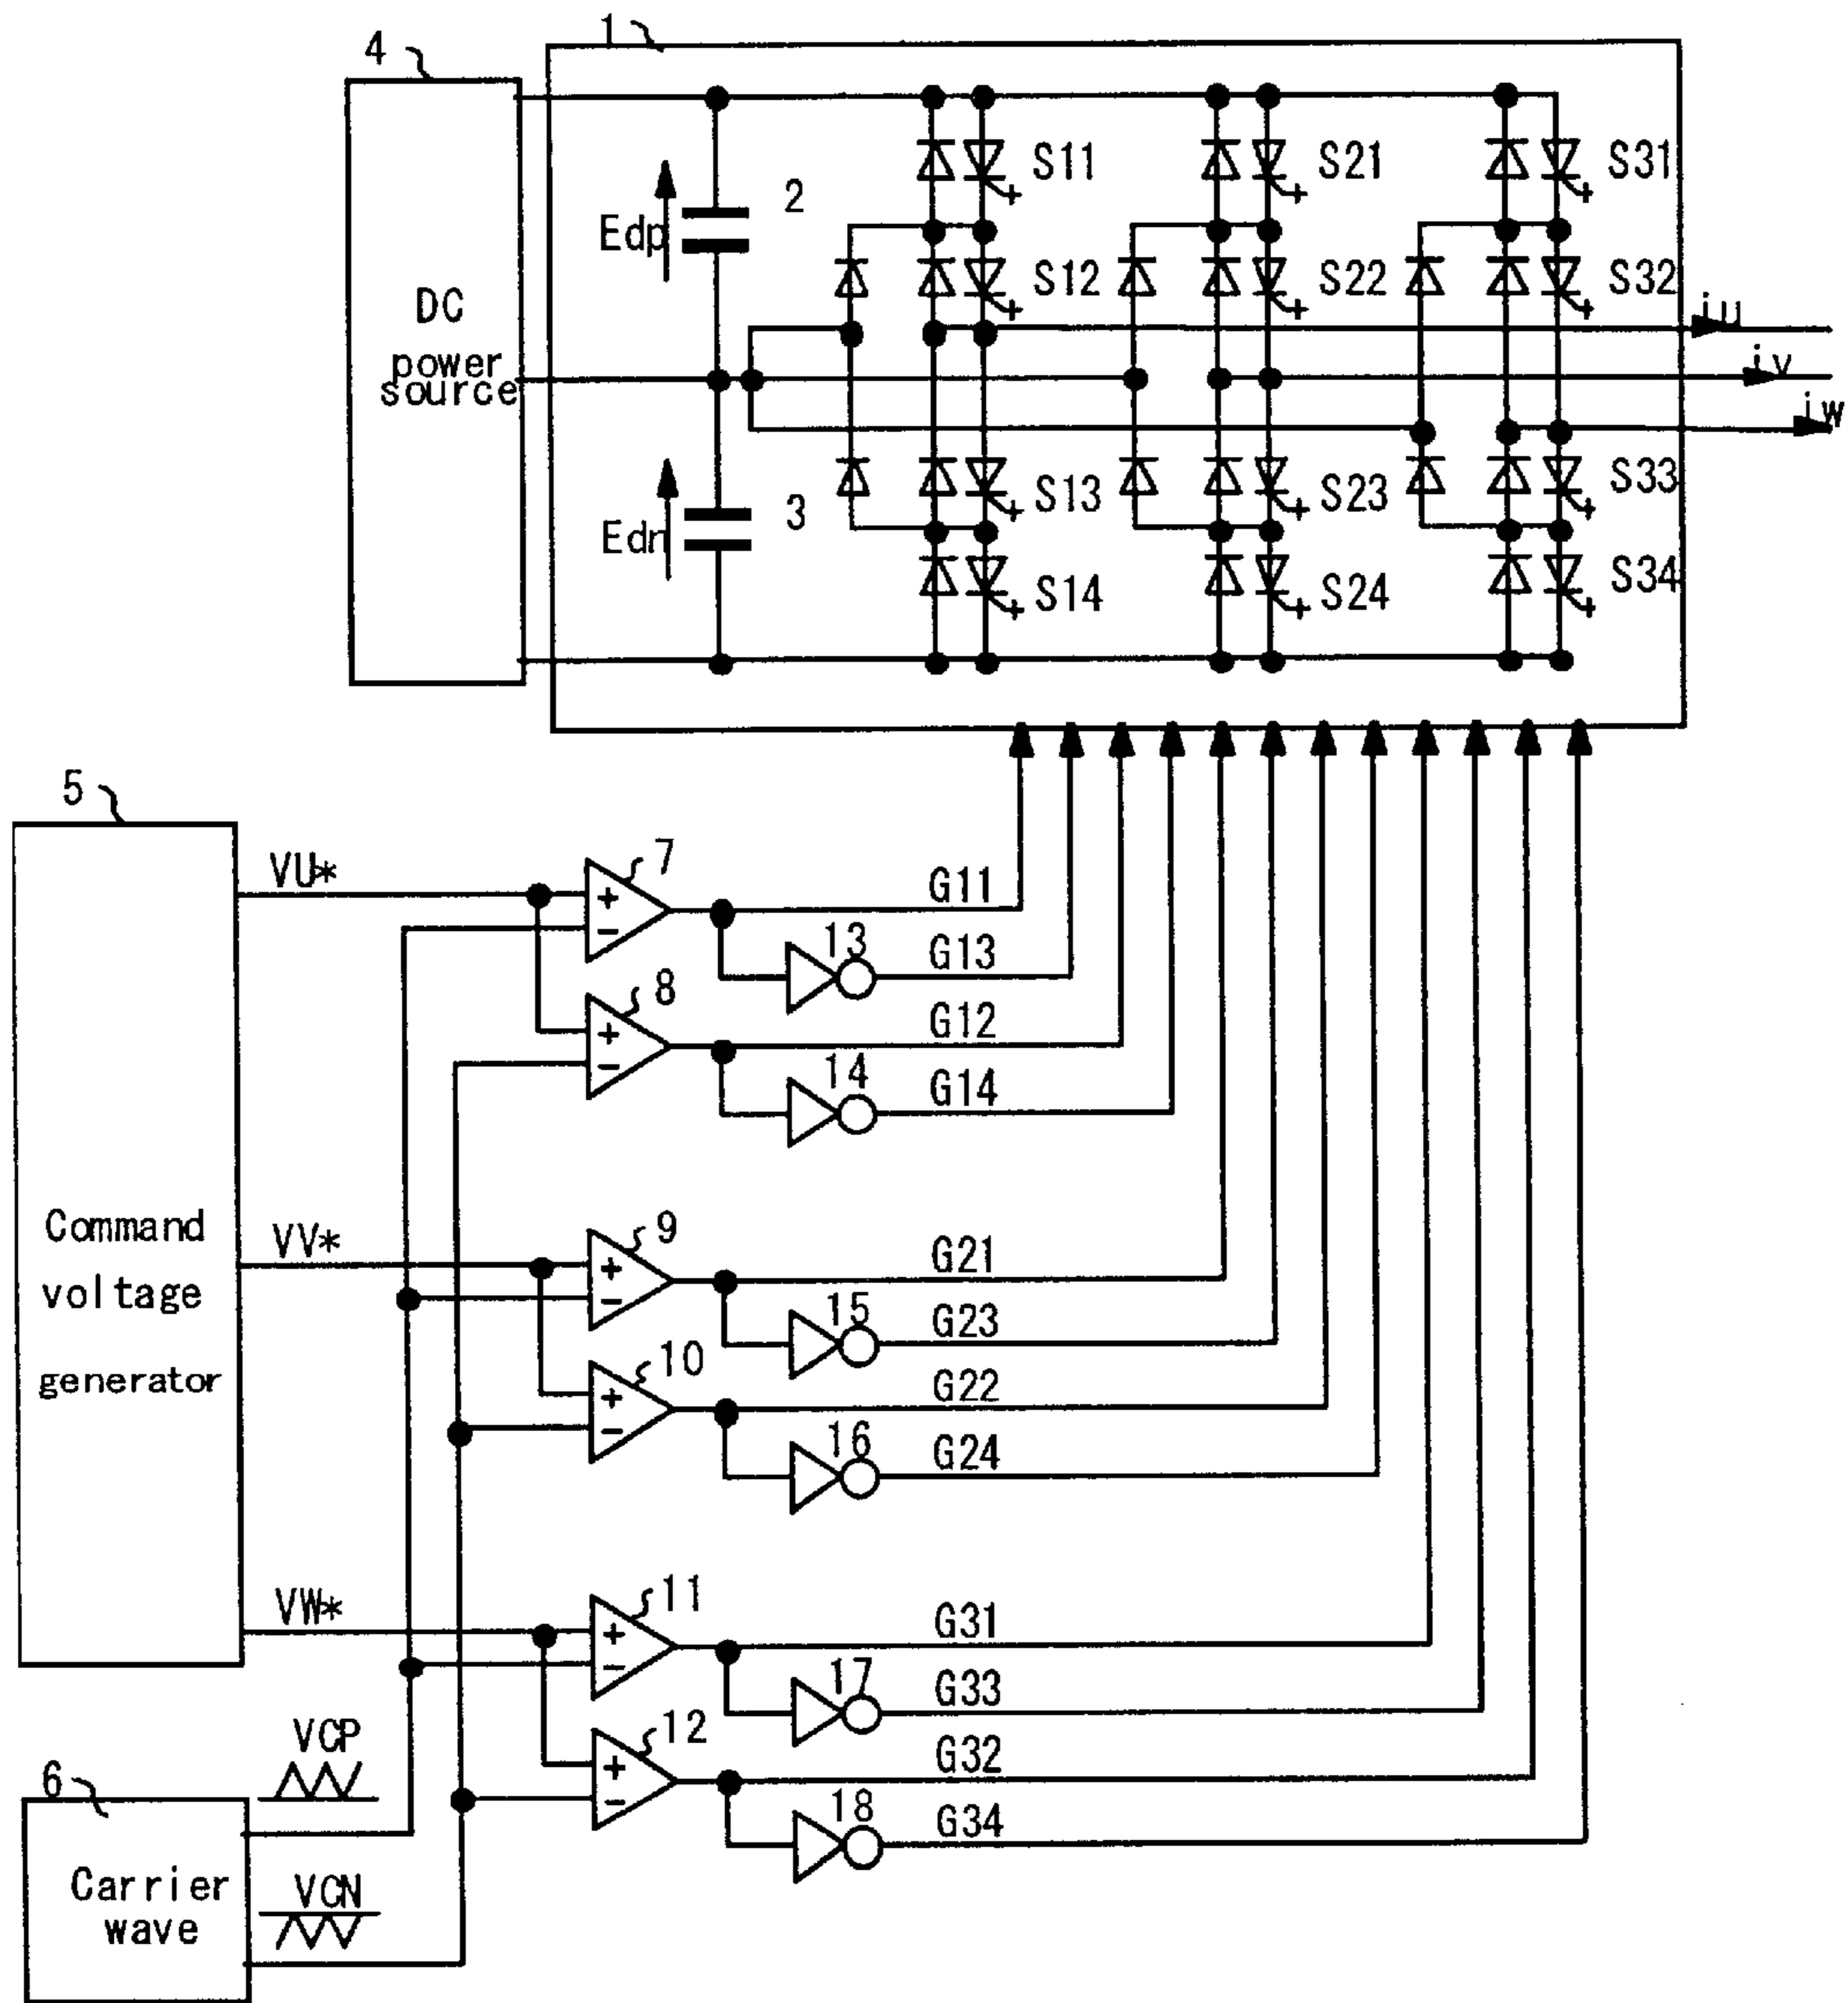 1
4
DC
power
source
Edp
2
Edn
3
S11
S21
S31
S12
S22
S32
iu
iv
iw
S13
S23
S33
S14
S24
S34
5
Command
voltage
generator
VU*
7
G11
13
G13
8
G12
14
G14
VV*
9
G21
15
G23
10
G22
16
G24
VW*
11
G31
17
G33
12
G32
18
G34
6
VCP
Carrier
wave
VCN